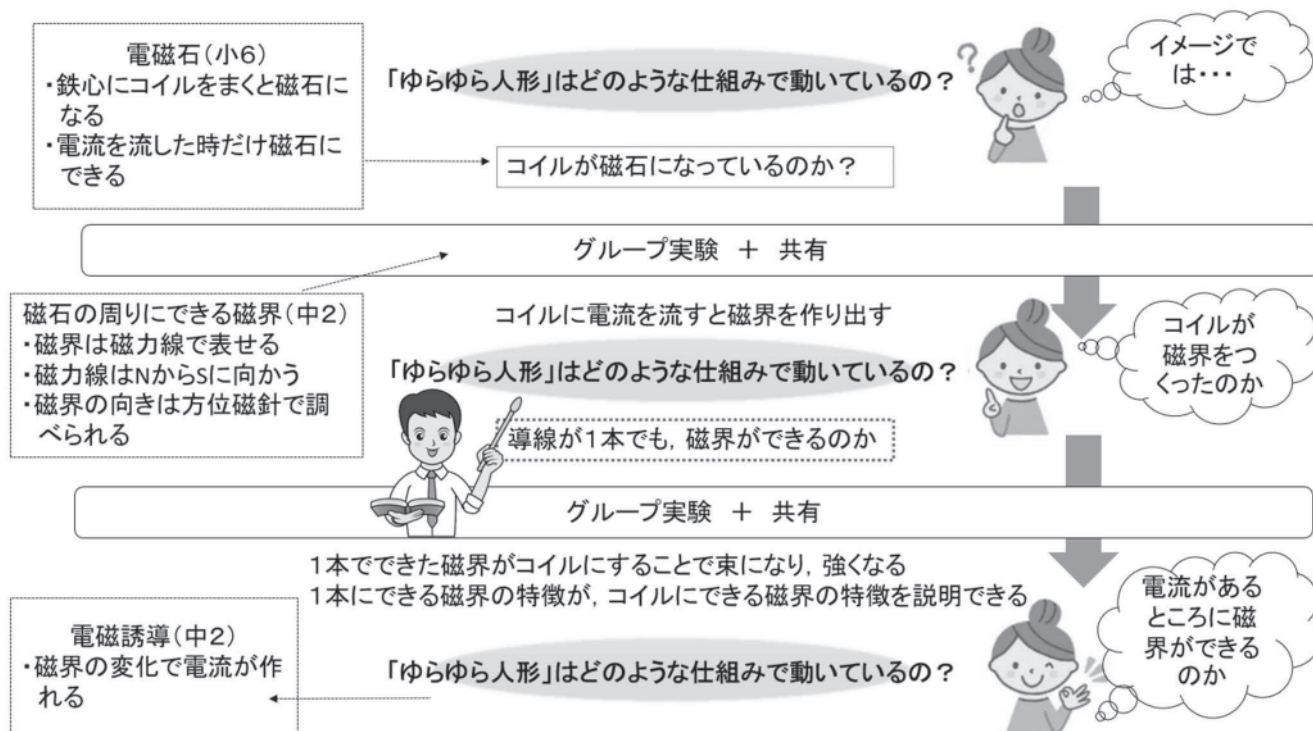 電磁石(小6)
・鉄心にコイルをまくと磁石に
なる
・電流を流した時だけ磁石に
できる
「ゆらゆら人形」はどのような仕組みで動いているの？
?
イメージで
は・・・
コイルが磁石になっているのか？
グループ実験 ＋ 共有
磁石の周りにできる磁界(中2)
・磁界は磁力線で表せる
・磁力線はNからSに向かう
・磁界の向きは方位磁針で調
べられる
コイルに電流を流すと磁界を作り出す
「ゆらゆら人形」はどのような仕組みで動いているの？
コイルが
磁界をつ
くったのか
導線が1本でも，磁界ができるのか
グループ実験 ＋ 共有
1本でできた磁界がコイルにすることで束になり，強くなる
1本にできる磁界の特徴が，コイルにできる磁界の特徴を説明できる
電流がある
ところに磁
界ができる
のか
電磁誘導(中2)
・磁界の変化で電流が作
れる
「ゆらゆら人形」はどのような仕組みで動いているの？